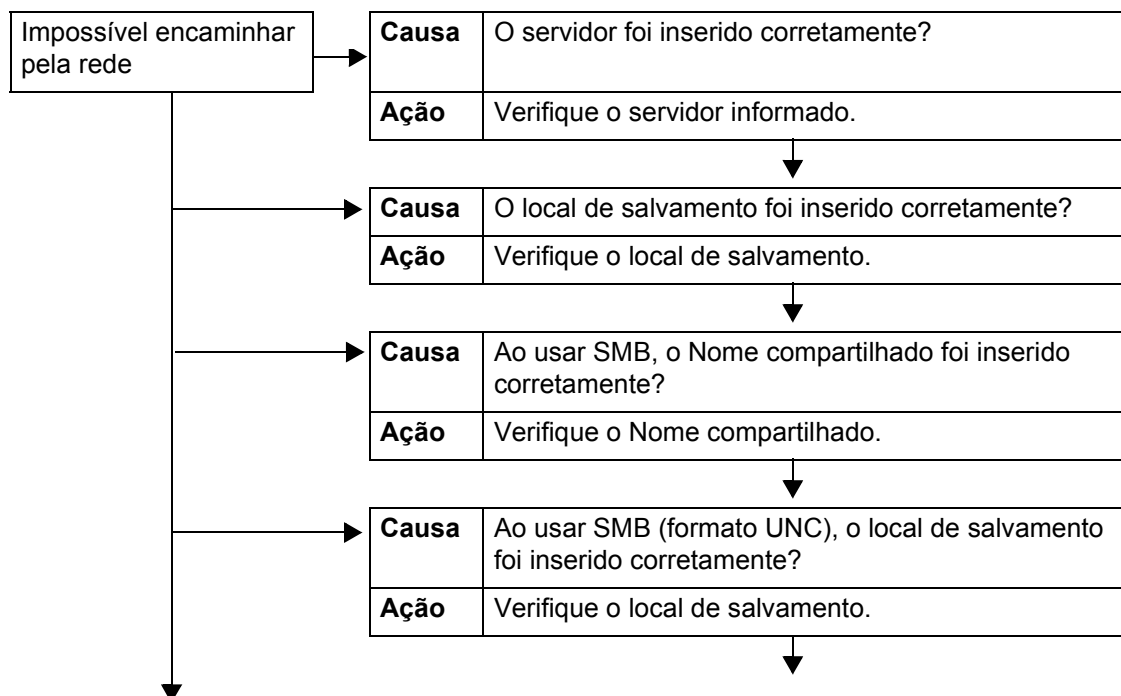 Impossível encaminhar
pela rede
Causa
O servidor foi inserido corretamente?
Ação
Verifique o servidor informado.
Causa
O local de salvamento foi inserido corretamente?
Ação
Verifique o local de salvamento.
Causa
Ao usar SMB, o Nome compartilhado foi inserido
corretamente?
Ação
Verifique o Nome compartilhado.
Causa
Ao usar SMB (formato UNC), o local de salvamento
foi inserido corretamente?
Ação
Verifique o local de salvamento.